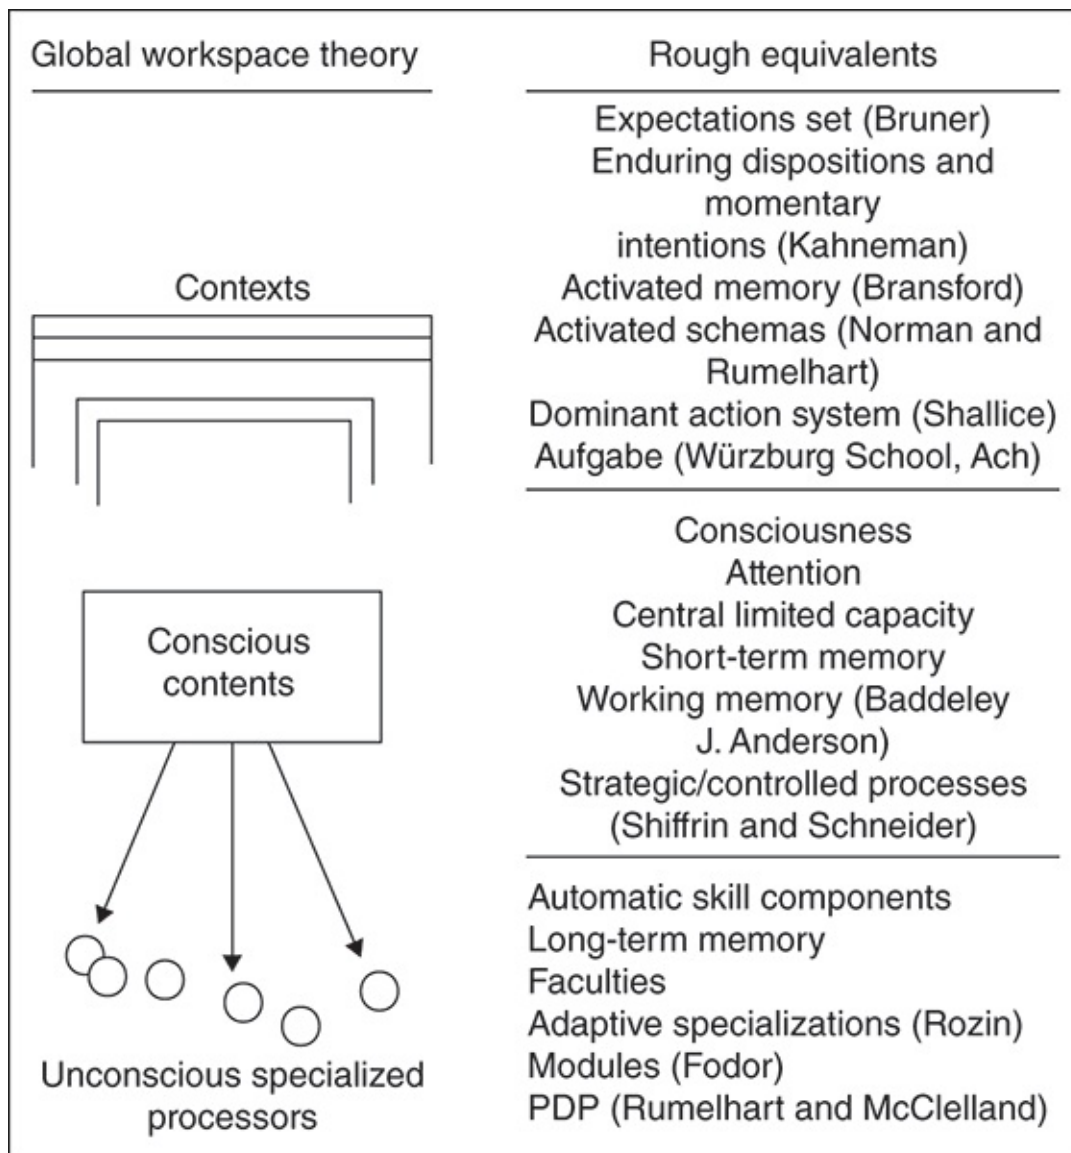 Global workspace theory
Rough equivalents
Expectations set (Bruner)
Enduring dispositions and
momentary
intentions (Kahneman)
Contexts
Activated memory (Bransford)
Activated schemas (Norman and
Rumelhart)
Dominant action system (Shallice)
Aufgabe (Würzburg School, Ach)
Conscious
contents
Consciousness
Attention
Central limited capacity
Short-term memory
Working memory (Baddeley
J. Anderson)
Strategic/controlled processes
(Shiffrin and Schneider)
Unconscious specialized
processors
Automatic skill components
Long-term memory
Faculties
Adaptive specializations (Rozin)
Modules (Fodor)
PDP (Rumelhart and McClelland)